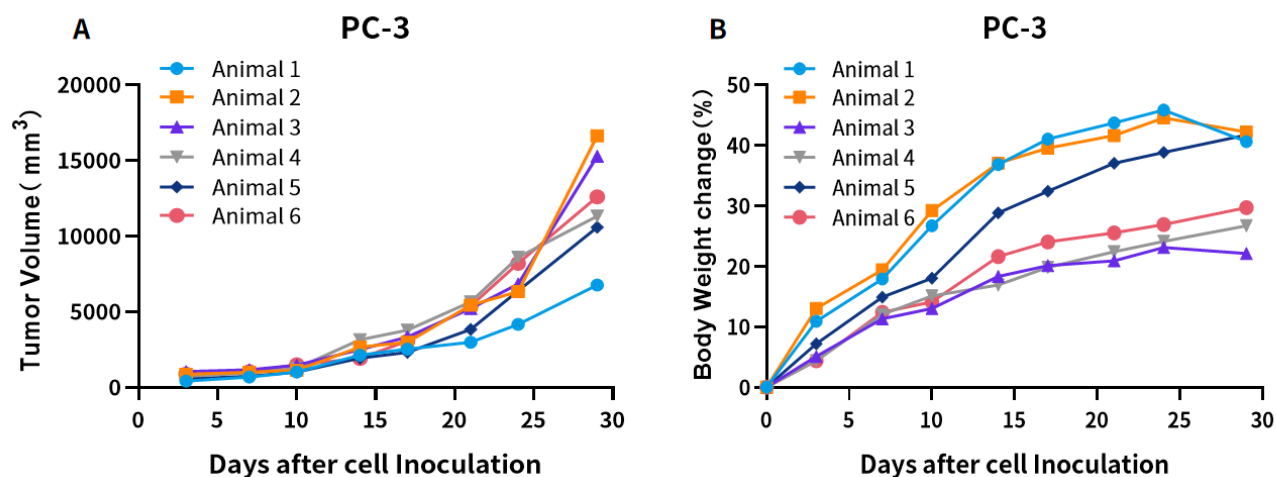 A
PC-3
Animal 1
Animal 2
Animal 3
Animal 4
Animal 5
Animal 6
Tumor Volume( mm³)
20000
15000
10000
5000
0
0 5 10 15 20 25 30
Days after cell Inoculation
B
PC-3
Animal 1
Animal 2
Animal 3
Animal 4
Animal 5
Animal 6
Body Weight change(%)
50
40
30
20
10
0
0 5 10 15 20 25 30
Days after cell Inoculation